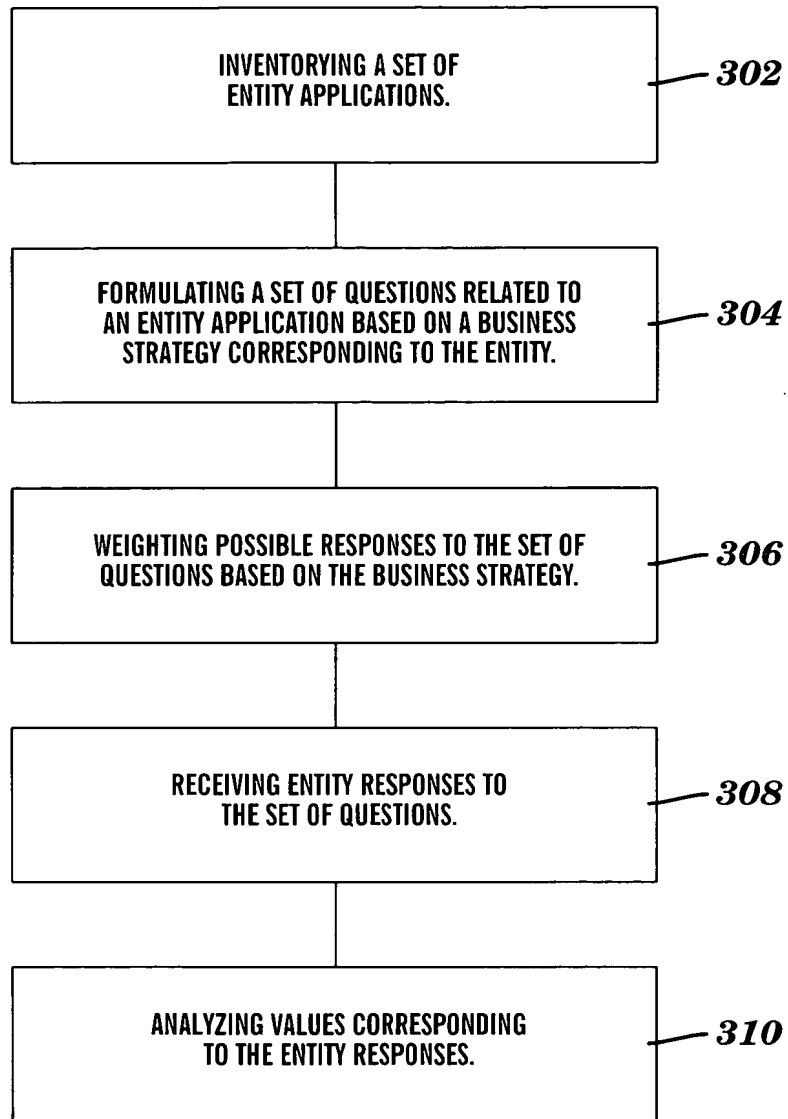 INVENTORYING A SET OF
ENTITY APPLICATIONS.
302
FORMULATING A SET OF QUESTIONS RELATED TO
AN ENTITY APPLICATION BASED ON A BUSINESS
STRATEGY CORRESPONDING TO THE ENTITY.
304
WEIGHTING POSSIBLE RESPONSES TO THE SET OF
QUESTIONS BASED ON THE BUSINESS STRATEGY.
306
RECEIVING ENTITY RESPONSES TO
THE SET OF QUESTIONS.
308
ANALYZING VALUES CORRESPONDING
TO THE ENTITY RESPONSES.
310